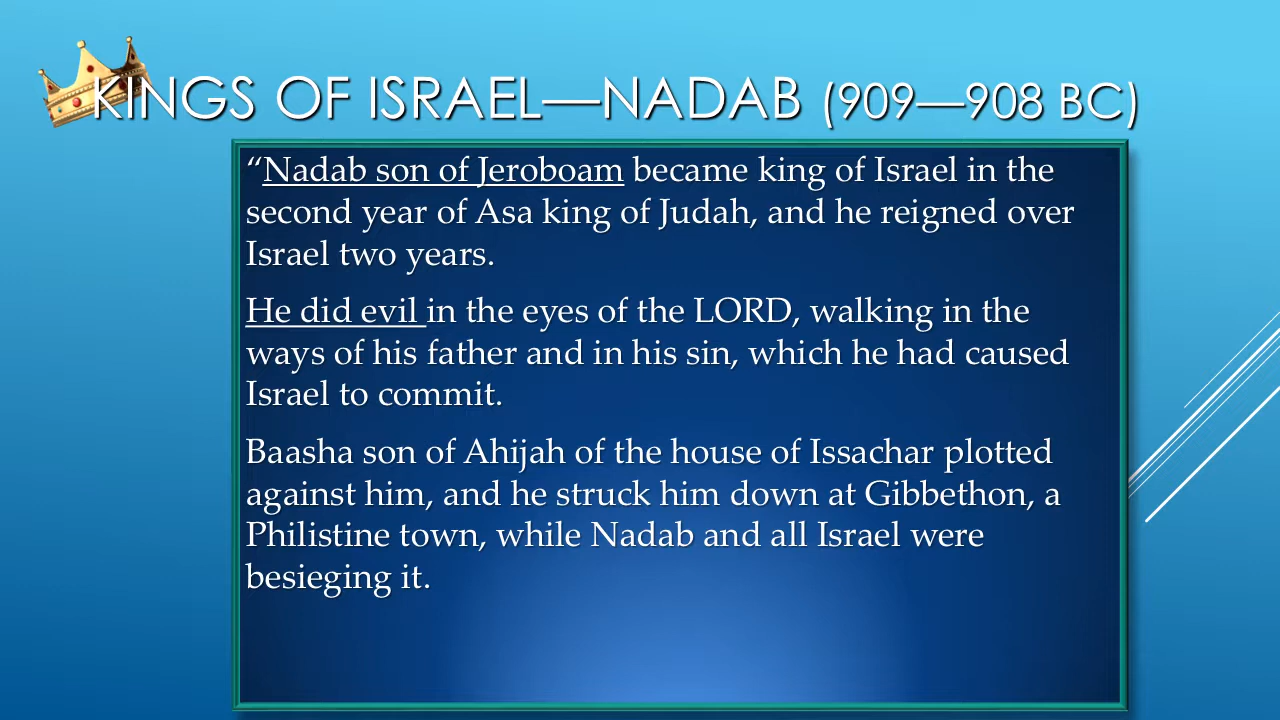 KINGS OF ISRAEL—NADAB (909—908 BC)
“Nadab son of Jeroboam became king of Israel in the
second year of Asa king of Judah, and he reigned over
Israel two years.
He did evil in the eyes of the LORD, walking in the
ways of his father and in his sin, which he had caused
Israel to commit.
Baasha son of Ahijah of the house of Issachar plotted
against him, and he struck him down at Gibbethon, a
Philistine town, while Nadab and all Israel were
besieging it.